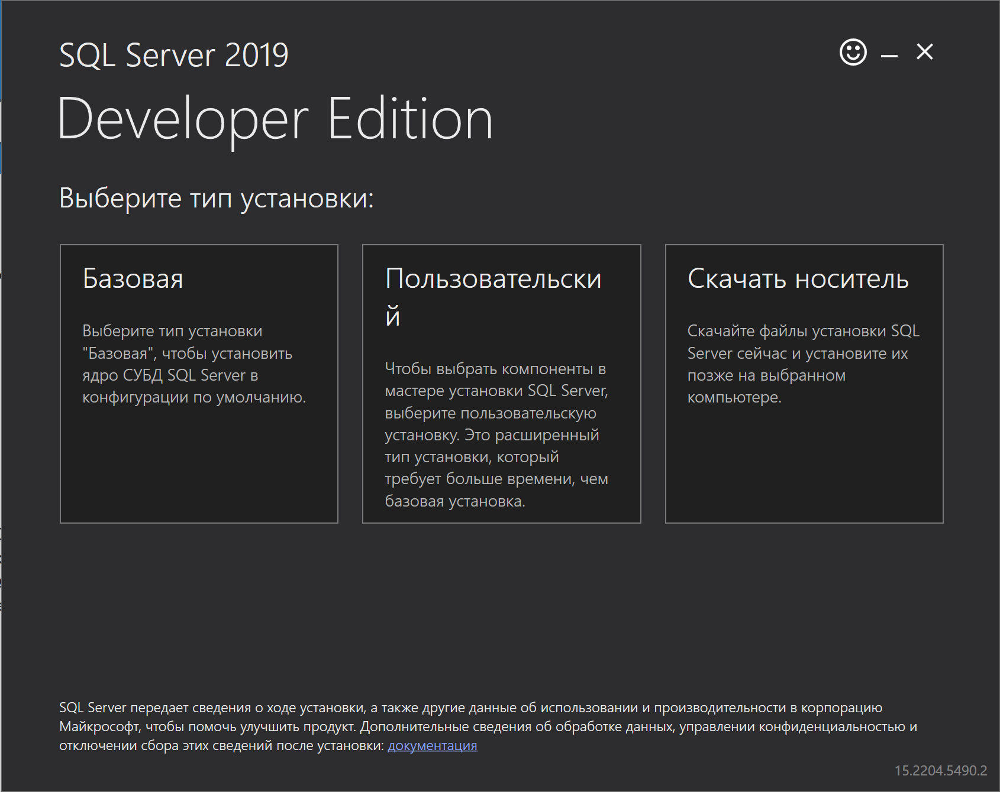 SQL Server 2019
Developer Edition
Выберите тип установки:
Базовая
Выберите тип установки
"Базовая", чтобы установить
ядро СУБД SQL Server в
конфигурации по умолчанию.
Пользовательски
й
Чтобы выбрать компоненты в
мастере установки SQL Server,
выберите пользовательскую
установку. Это расширенный
тип установки, который
требует больше времени, чем
базовая установка.
Скачать носитель
Скачайте файлы установки SQL
Server сейчас и установите их
позже на выбранном
компьютере.
SQL Server передает сведения о ходе установки, а также другие данные об использовании и производительности в корпорацию
Майкрософт, чтобы помочь улучшить продукт. Дополнительные сведения об обработке данных, управлении конфиденциальностью и
отключении сбора этих сведений после установки: документация
15.2204.5490.2